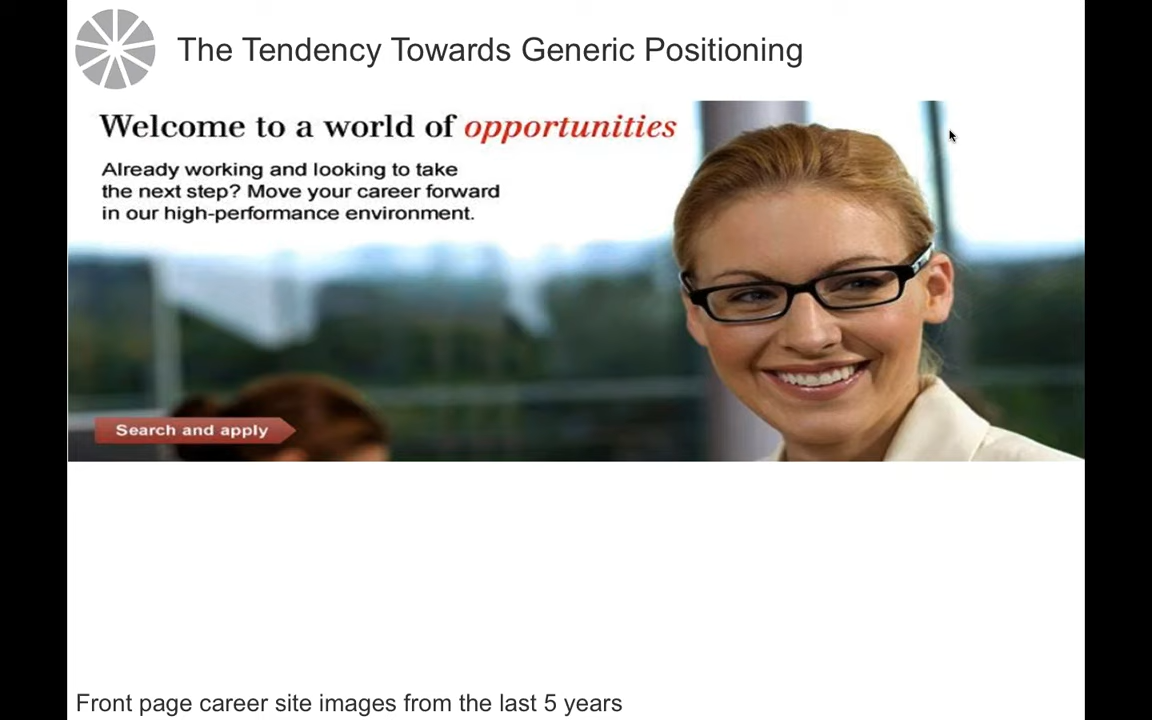 The Tendency Towards Generic Positioning
Welcome to a world of opportunities
Already working and looking to take
the next step? Move your career forward
in our high-performance environment.
Search and apply
Front page career site images from the last 5 years